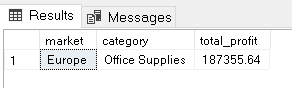 Results Messages
market category total_profit
1 Europe Office Supplies 187355.64